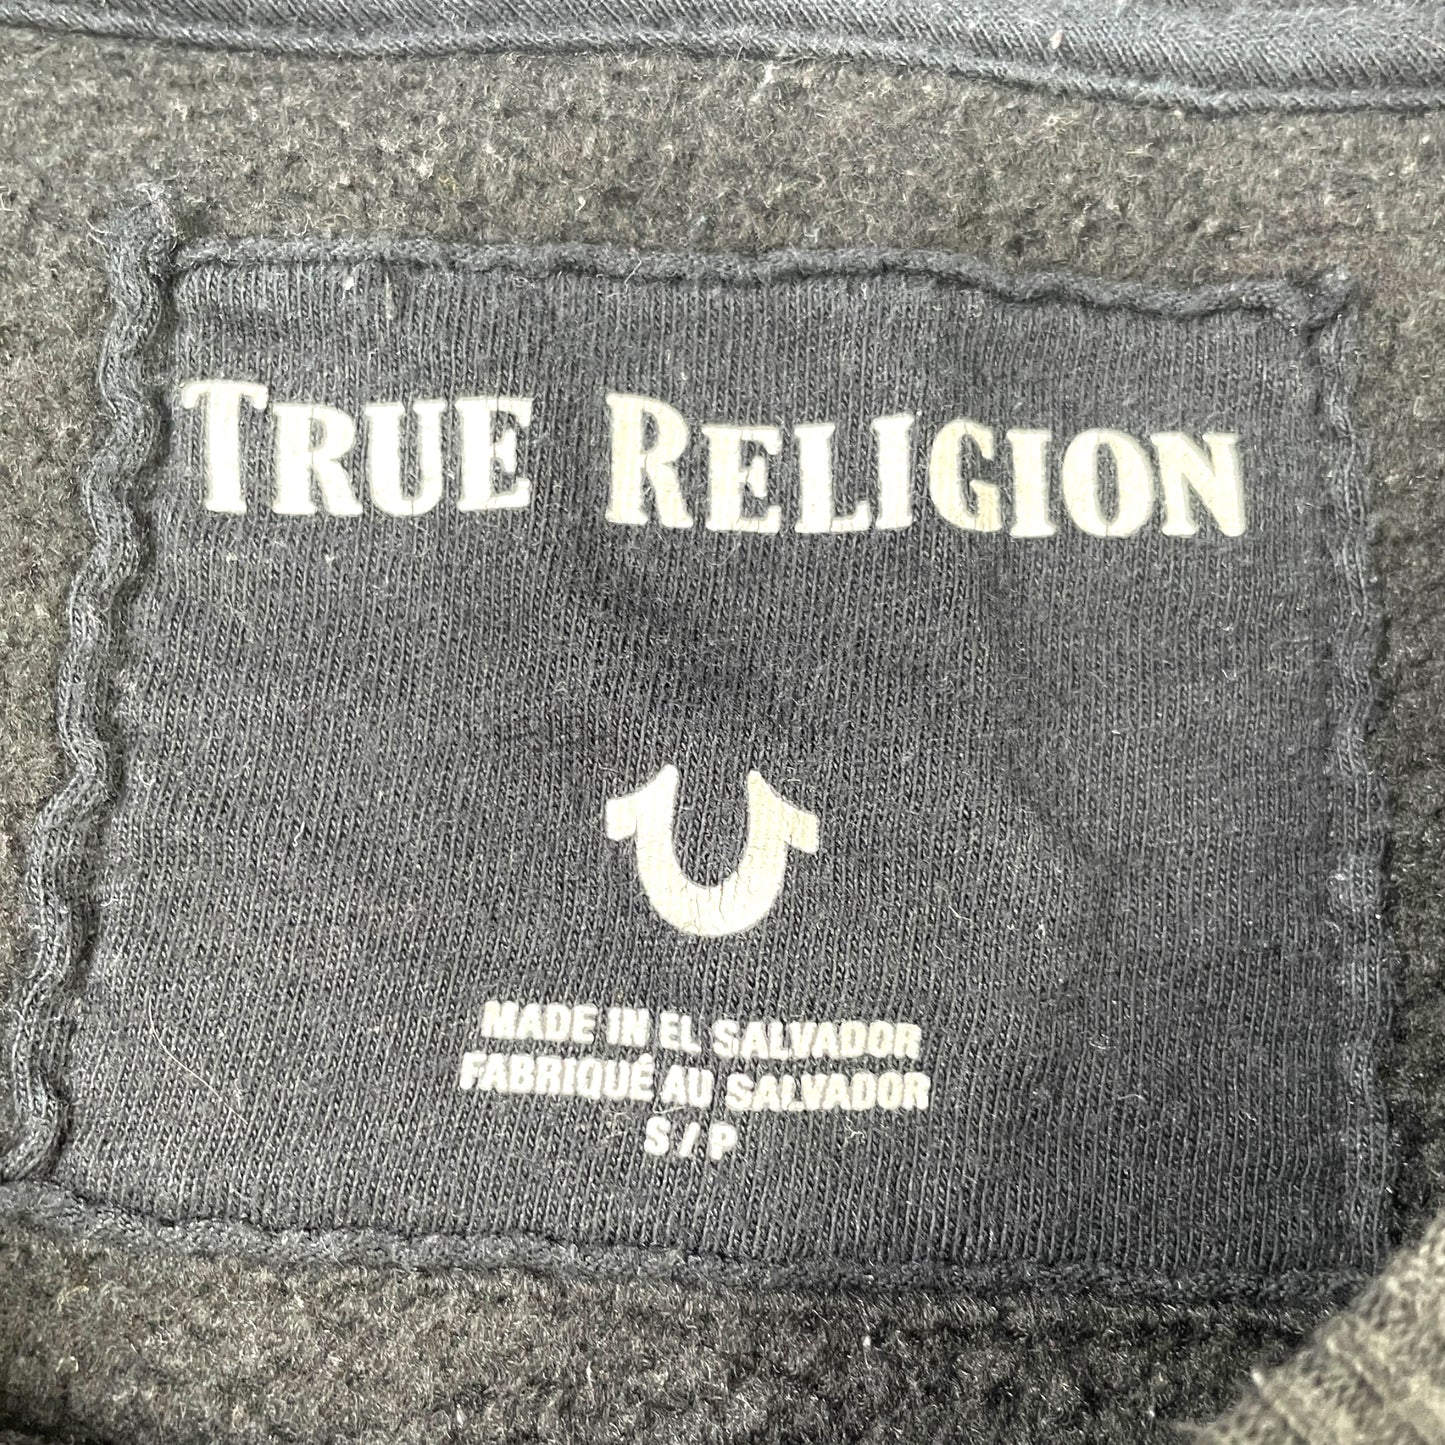 TRUE RELIGION
MADE IN EL SALVADOR
FABRIQUÉ AU SALVADOR
S / P